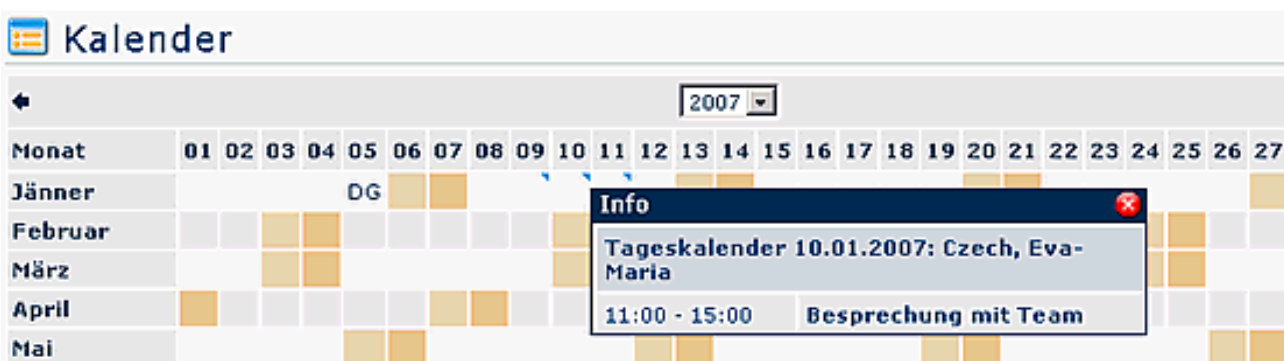 Kalender
2007
Monat 01 02 03 04 05 06 07 08 09 10 11 12 13 14 15 16 17 18 19 20 21 22 23 24 25 26 27
Jänner DG
Info
Februar
Tageskalender 10.01.2007: Czech, Eva-
Maria
März
April
11:00 - 15:00 Besprechung mit Team
Mai